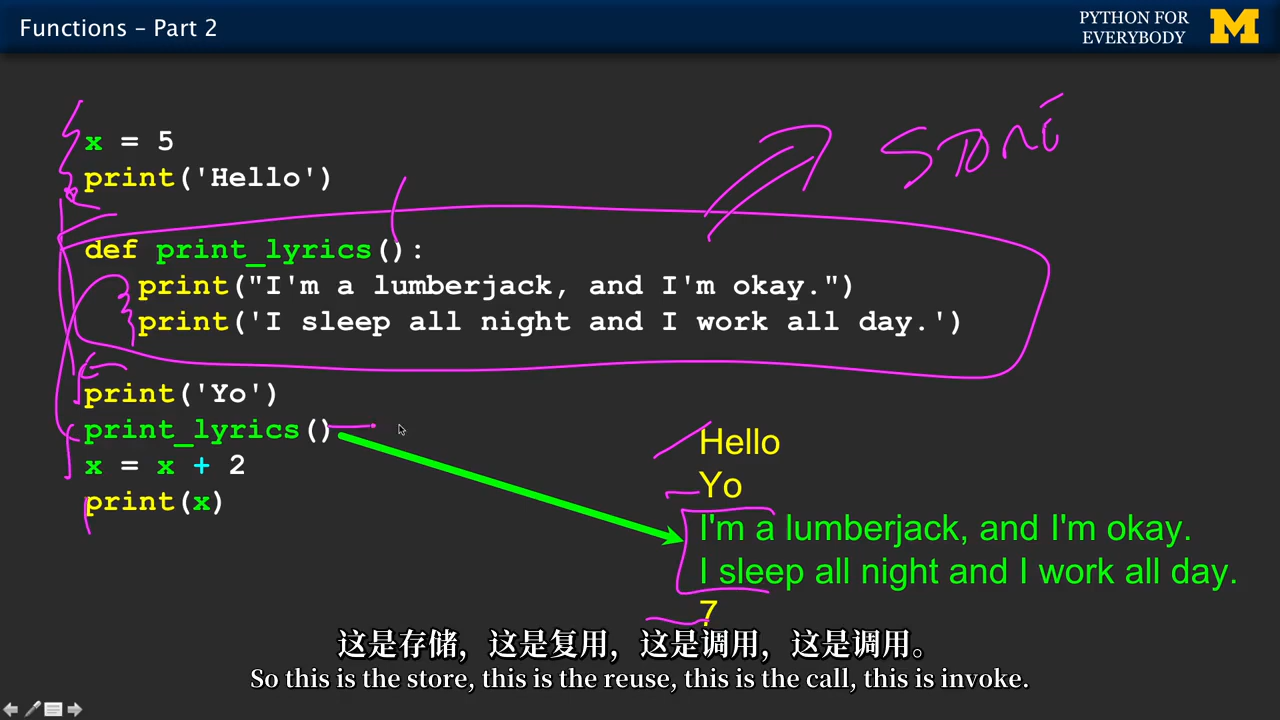 Functions – Part 2
PYTHON FOR
EVERYBODY
M
STORE
x = 5
print('Hello')
def print_lyrics():
    print("I'm a lumberjack, and I'm okay.")
    print('I sleep all night and I work all day.')
print('Yo')
print_lyrics()
x = x + 2
print(x)
Hello
Yo
I'm a lumberjack, and I'm okay.
I sleep all night and I work all day.
7
这是存储，这是复用，这是调用，这是调用。
So this is the store, this is the reuse, this is the call, this is invoke.